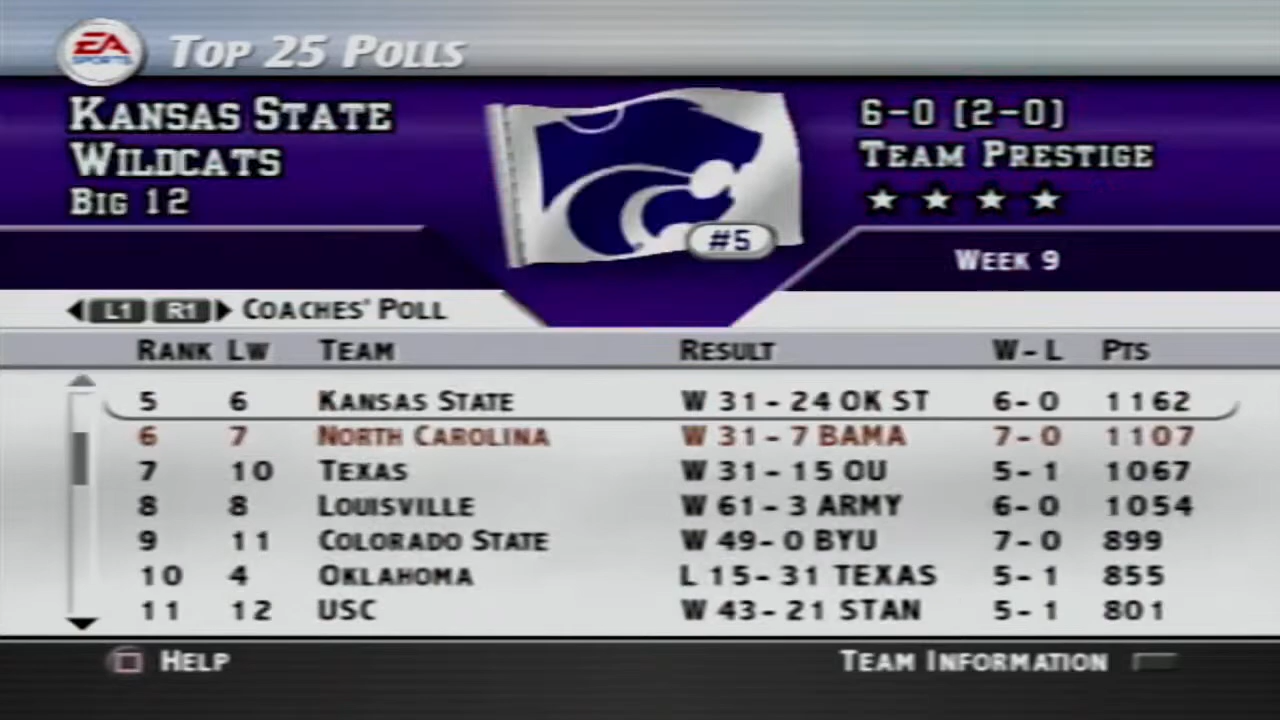 EA SPORTS TOP 25 POLLS
KANSAS STATE
WILDCATS
BIG 12
6-0 (2-0)
TEAM PRESTIGE
#5
WEEK 9
L1 R1 COACHES' POLL
RANK LW TEAM RESULT W-L PTS
5 6 KANSAS STATE W 31-24 OK ST 6-0 1162
6 7 NORTH CAROLINA W 31-7 BAMA 7-0 1107
7 10 TEXAS W 31-15 OU 5-1 1067
8 8 LOUISVILLE W 61-3 ARMY 6-0 1054
9 11 COLORADO STATE W 49-0 BYU 7-0 899
10 4 OKLAHOMA L 15-31 TEXAS 5-1 855
11 12 USC W 43-21 STAN 5-1 801
HELP TEAM INFORMATION